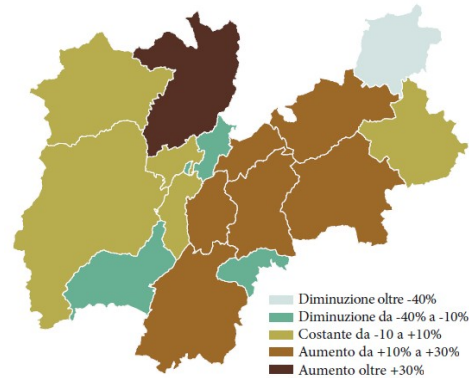 Diminuzione oltre -40%
Diminuzione da -40% a -10%
Costante da -10 a +10%
Aumento da +10% a +30%
Aumento oltre +30%